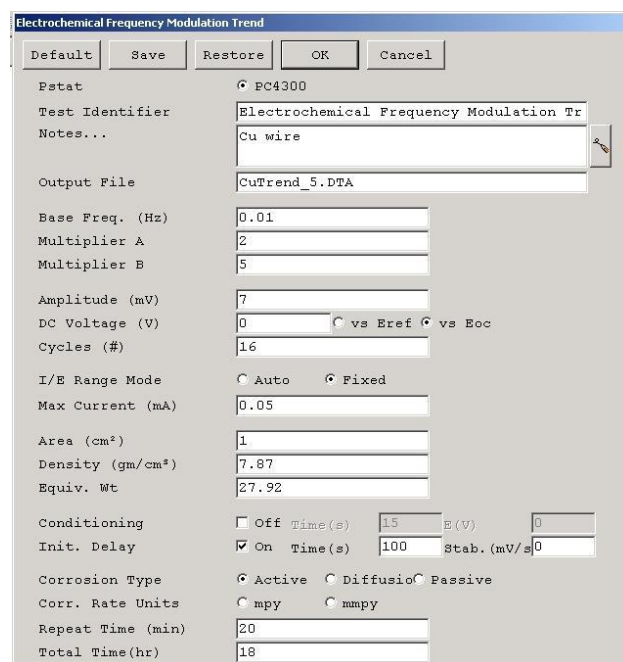 Electrochemical Frequency Modulation Trend
Default Save Restore OK Cancel
Pstat PC4300
Test Identifier Electrochemical Frequency Modulation Tr
Notes... Cu wire
Output File CuTrend_5.DTA
Base Freq. (Hz) 0.01
Multiplier A 2
Multiplier B 5
Amplitude (mV) 7
DC Voltage (V) 0 vs Eref vs Eoc
Cycles (#) 16
I/E Range Mode Auto Fixed
Max Current (mA) 0.05
Area (cm²) 1
Density (gm/cm³) 7.87
Equiv. Wt 27.92
Conditioning Off Time(s) 15 E(V) 0
Init. Delay On Time(s) 100 Stab.(mV/s 0
Corrosion Type Active Diffusio Passive
Corr. Rate Units mpy mmpy
Repeat Time (min) 20
Total Time(hr) 18